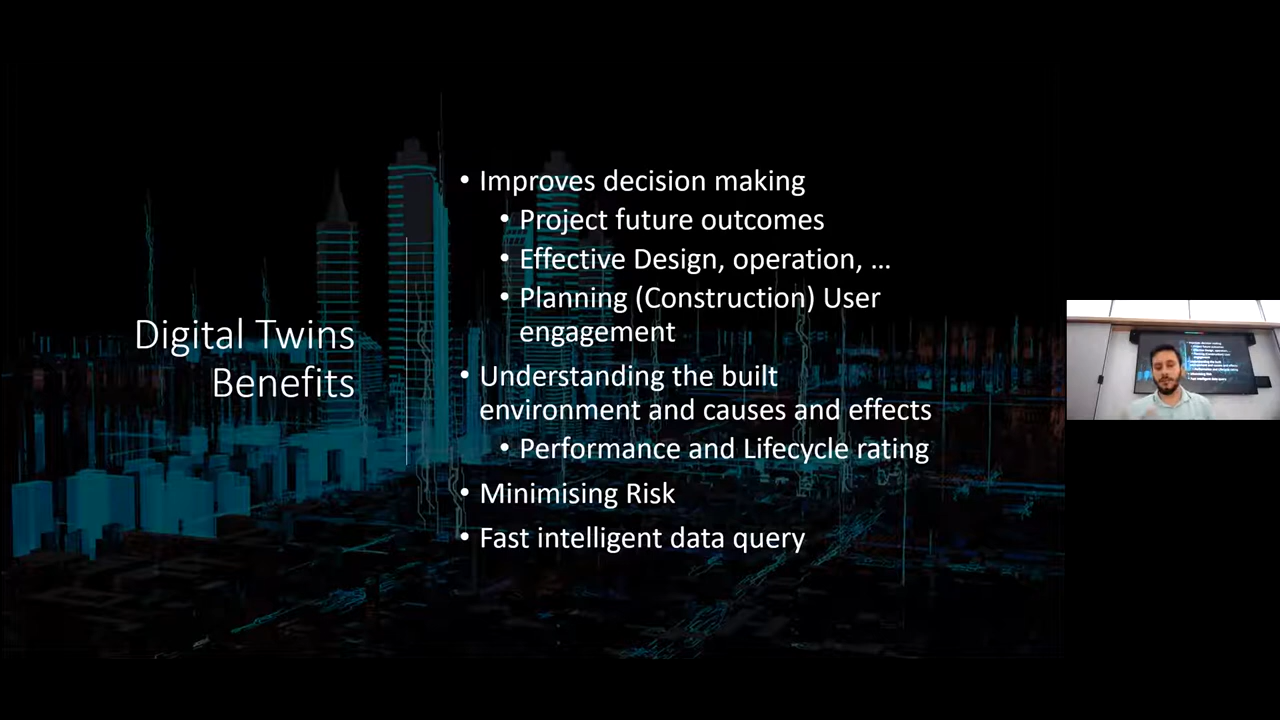 Digital Twins
Benefits
• Improves decision making
• Project future outcomes
• Effective Design, operation, …
• Planning (Construction) User
engagement
• Understanding the built
environment and causes and effects
• Performance and Lifecycle rating
• Minimising Risk
• Fast intelligent data query